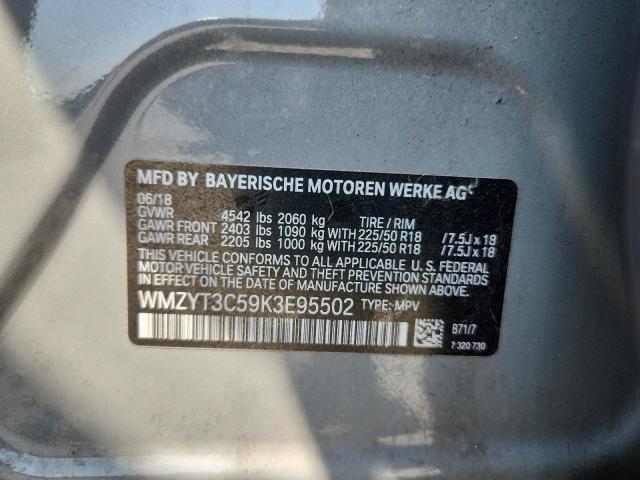 MFD BY BAYERISCHE MOTOREN WERKE AG
06/18
GVWR 4542 lbs 2060 kg TIRE / RIM
GAWR FRONT 2403 lbs 1090 kg WITH 225/50 R18 /7.5J x 18
GAWR REAR 2205 lbs 1000 kg WITH 225/50 R18 /7.5J x 18
THIS VEHICLE CONFORMS TO ALL APPLICABLE U.S. FEDERAL
MOTOR VEHICLE SAFETY STANDARDS IN EFFECT
ON THE DATE OF MANUFACTURE SHOWN ABOVE.
WMZYT3C59K3E95502 TYPE: MPV
B71/7
7 320 730